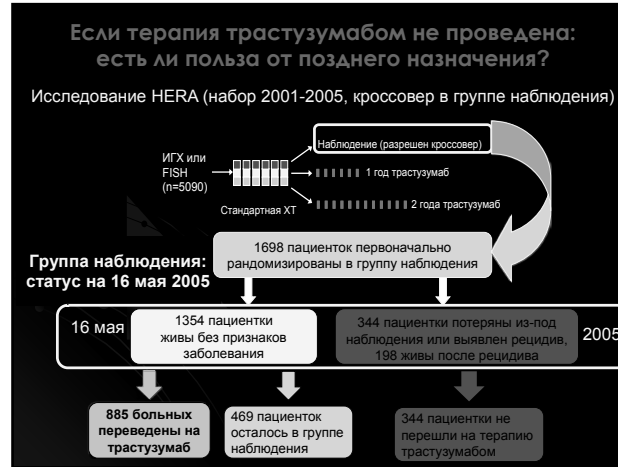 Если терапия трастузумабом не проведена:
есть ли польза от позднего назначения?
Исследование HERA (набор 2001-2005, кроссовер в группе наблюдения)
Наблюдение (разрешен кроссовер)
ИГХ или
FISH
(n=5090)
1 год трастузумаб
Стандартная ХТ
2 года трастузумаб
1698 пациенток первоначально
рандомизированы в группу наблюдения
Группа наблюдения:
статус на 16 мая 2005
16 мая
1354 пациентки
живы без признаков
заболевания
344 пациентки потеряны из-под
наблюдения или выявлен рецидив,
198 живы после рецидива
2005
885 больных
переведены на
трастузумаб
469 пациенток
осталось в группе
наблюдения
344 пациентки не
перешли на терапию
трастузумабом